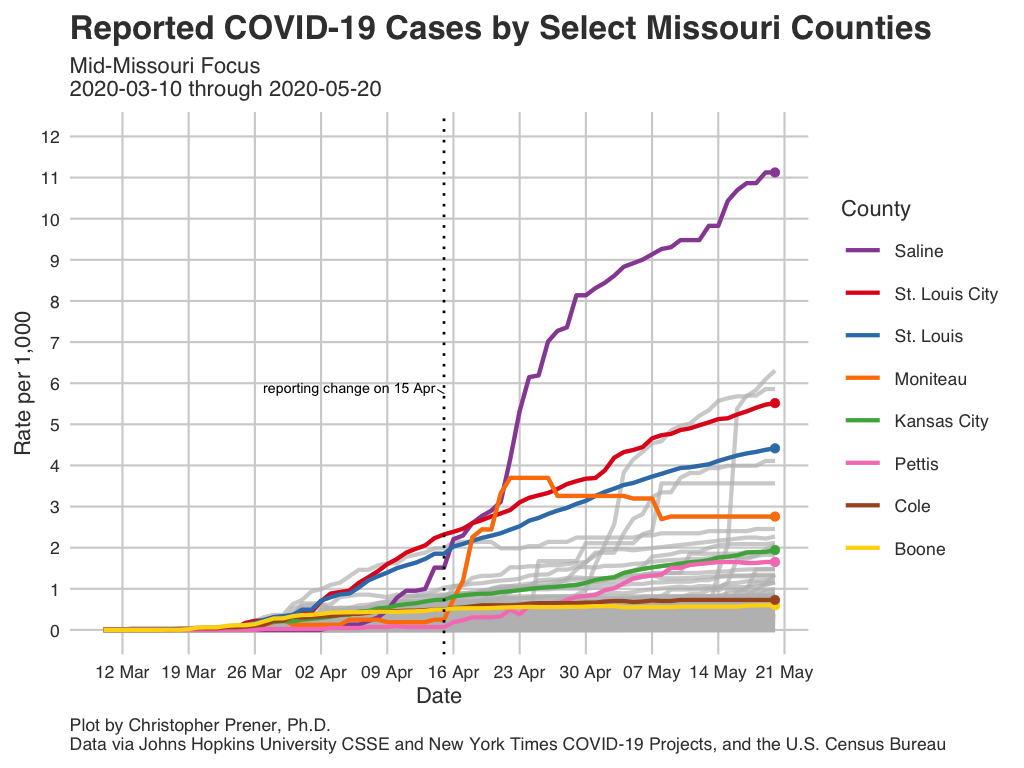 Reported COVID-19 Cases by Select Missouri Counties
Mid-Missouri Focus
2020-03-10 through 2020-05-20
12
11
10
9
8
7
6
5
4
3
2
1
0
Rate per 1,000
reporting change on 15 Apr
12 Mar 19 Mar 26 Mar 02 Apr 09 Apr 16 Apr 23 Apr 30 Apr 07 May 14 May 21 May
Date
County
Saline
St. Louis City
St. Louis
Moniteau
Kansas City
Pettis
Cole
Boone
Plot by Christopher Prener, Ph.D.
Data via Johns Hopkins University CSSE and New York Times COVID-19 Projects, and the U.S. Census Bureau